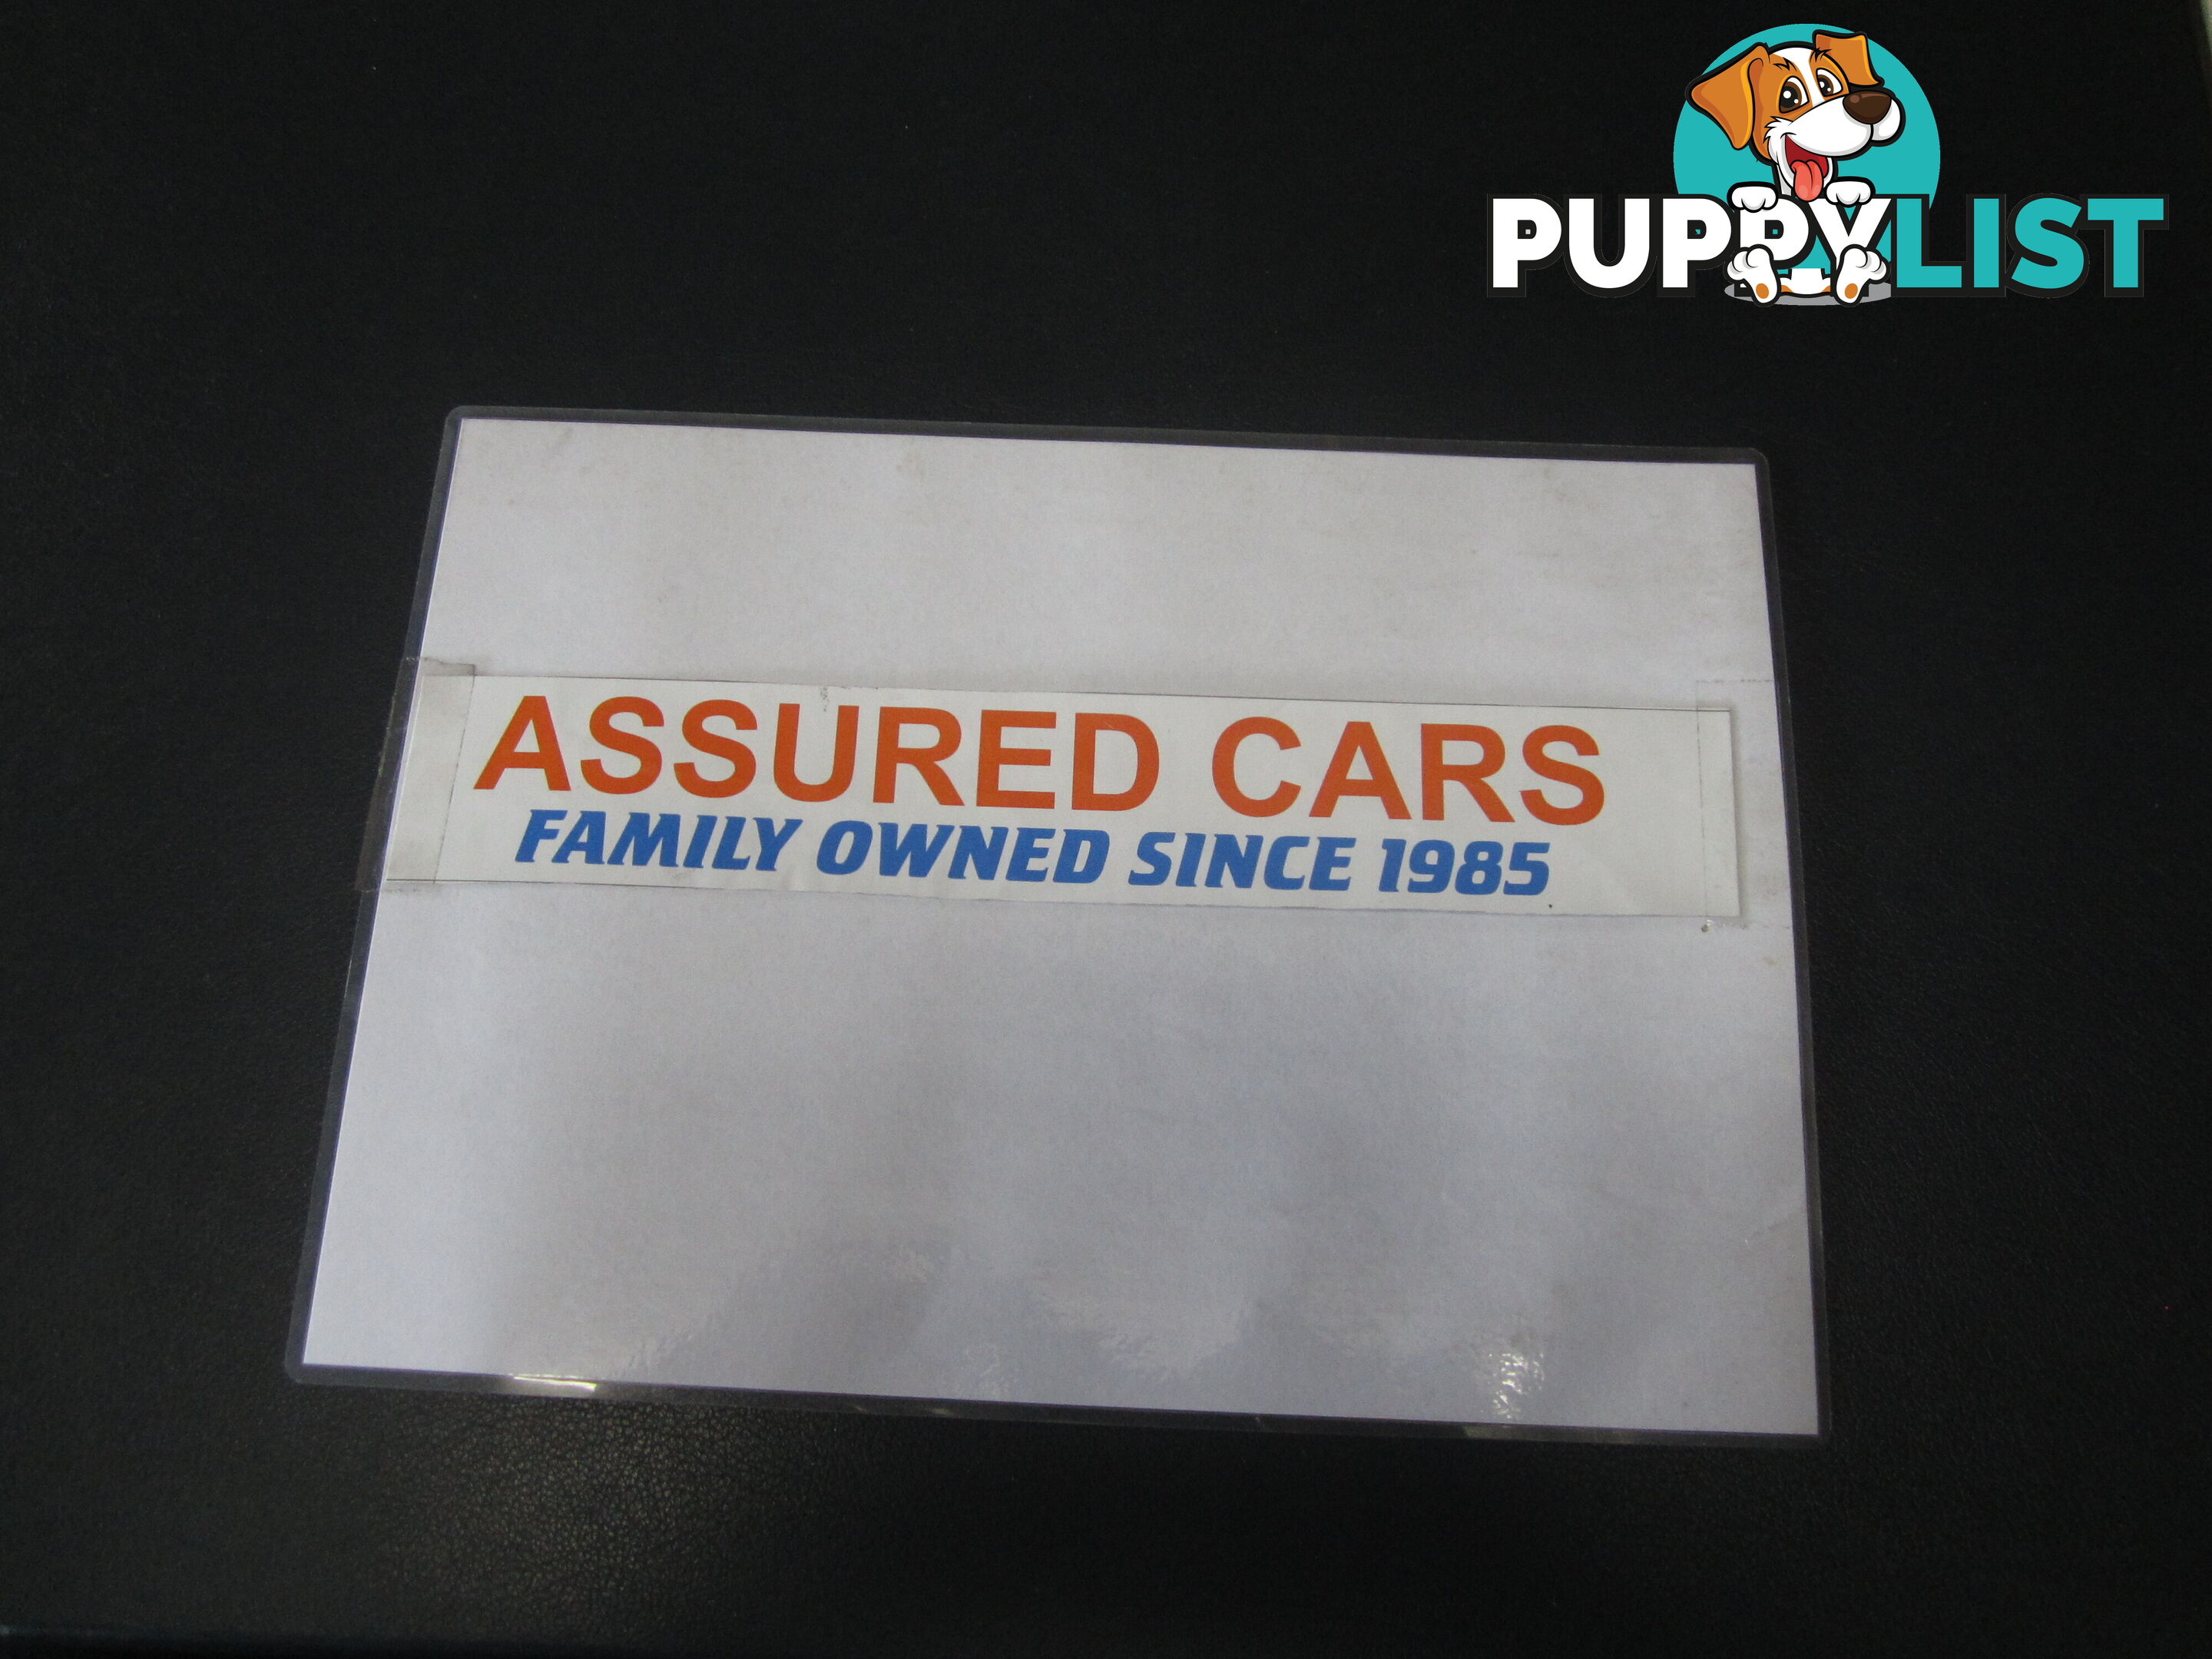 PUPPYLIST
ASSURED CARS
FAMILY OWNED SINCE 1985